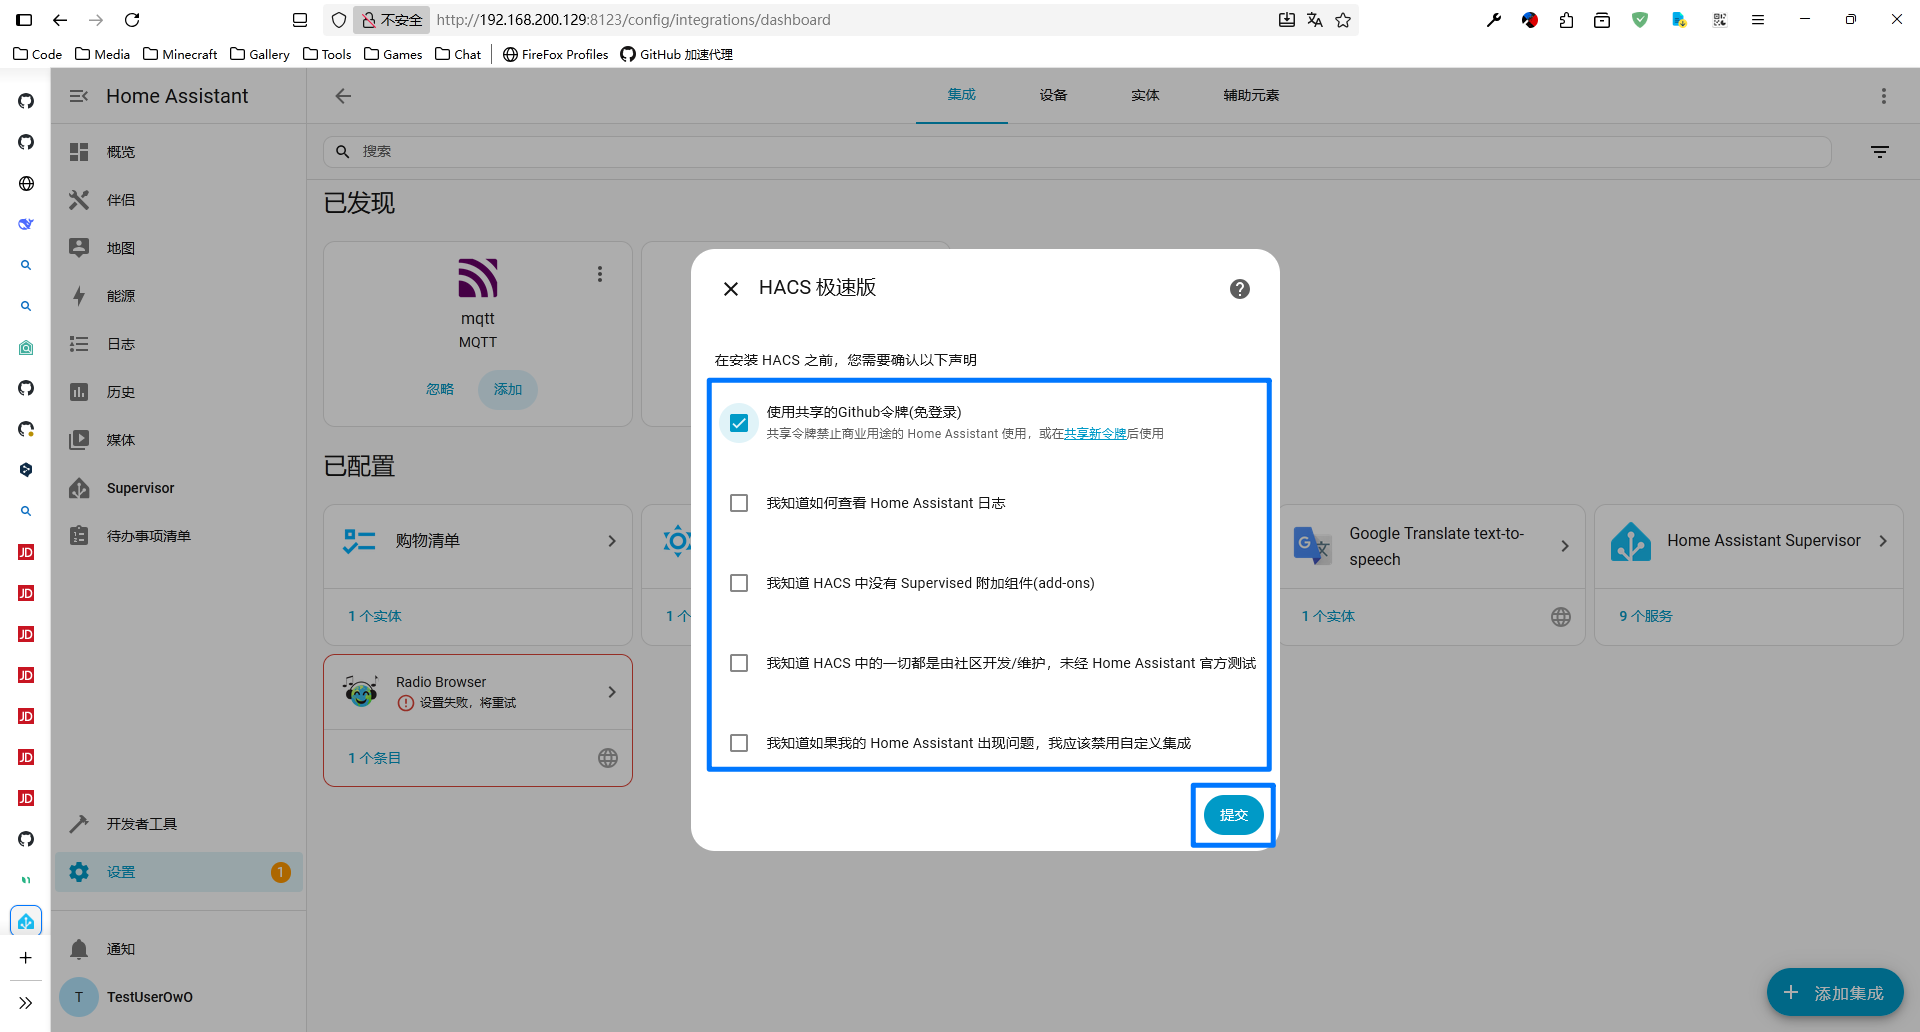 不安全
http://192.168.200.129:8123/config/integrations/dashboard
Code
Media
Minecraft
Gallery
Tools
Games
Chat
FireFox Profiles
GitHub 加速代理
Home Assistant
集成
设备
实体
辅助元素
概览
伴侣
地图
能源
日志
历史
媒体
Supervisor
待办事项清单
开发者工具
设置
1
通知
T
TestUserOwO
搜索
已发现
mqtt
MQTT
忽略
添加
已配置
购物清单
1 个实体
1 个
Google Translate text-to-
speech
1 个实体
Home Assistant Supervisor
9 个服务
Radio Browser
设置失败，将重试
1 个条目
HACS 极速版
在安装 HACS 之前，您需要确认以下声明
使用共享的Github令牌(免登录)
共享令牌禁止商业用途的 Home Assistant 使用，或在共享新令牌后使用
我知道如何查看 Home Assistant 日志
我知道 HACS 中没有 Supervised 附加组件(add-ons)
我知道 HACS 中的一切都是由社区开发/维护，未经 Home Assistant 官方测试
我知道如果我的 Home Assistant 出现问题，我应该禁用自定义集成
提交
添加集成
JD
JD
JD
JD
JD
JD
JD